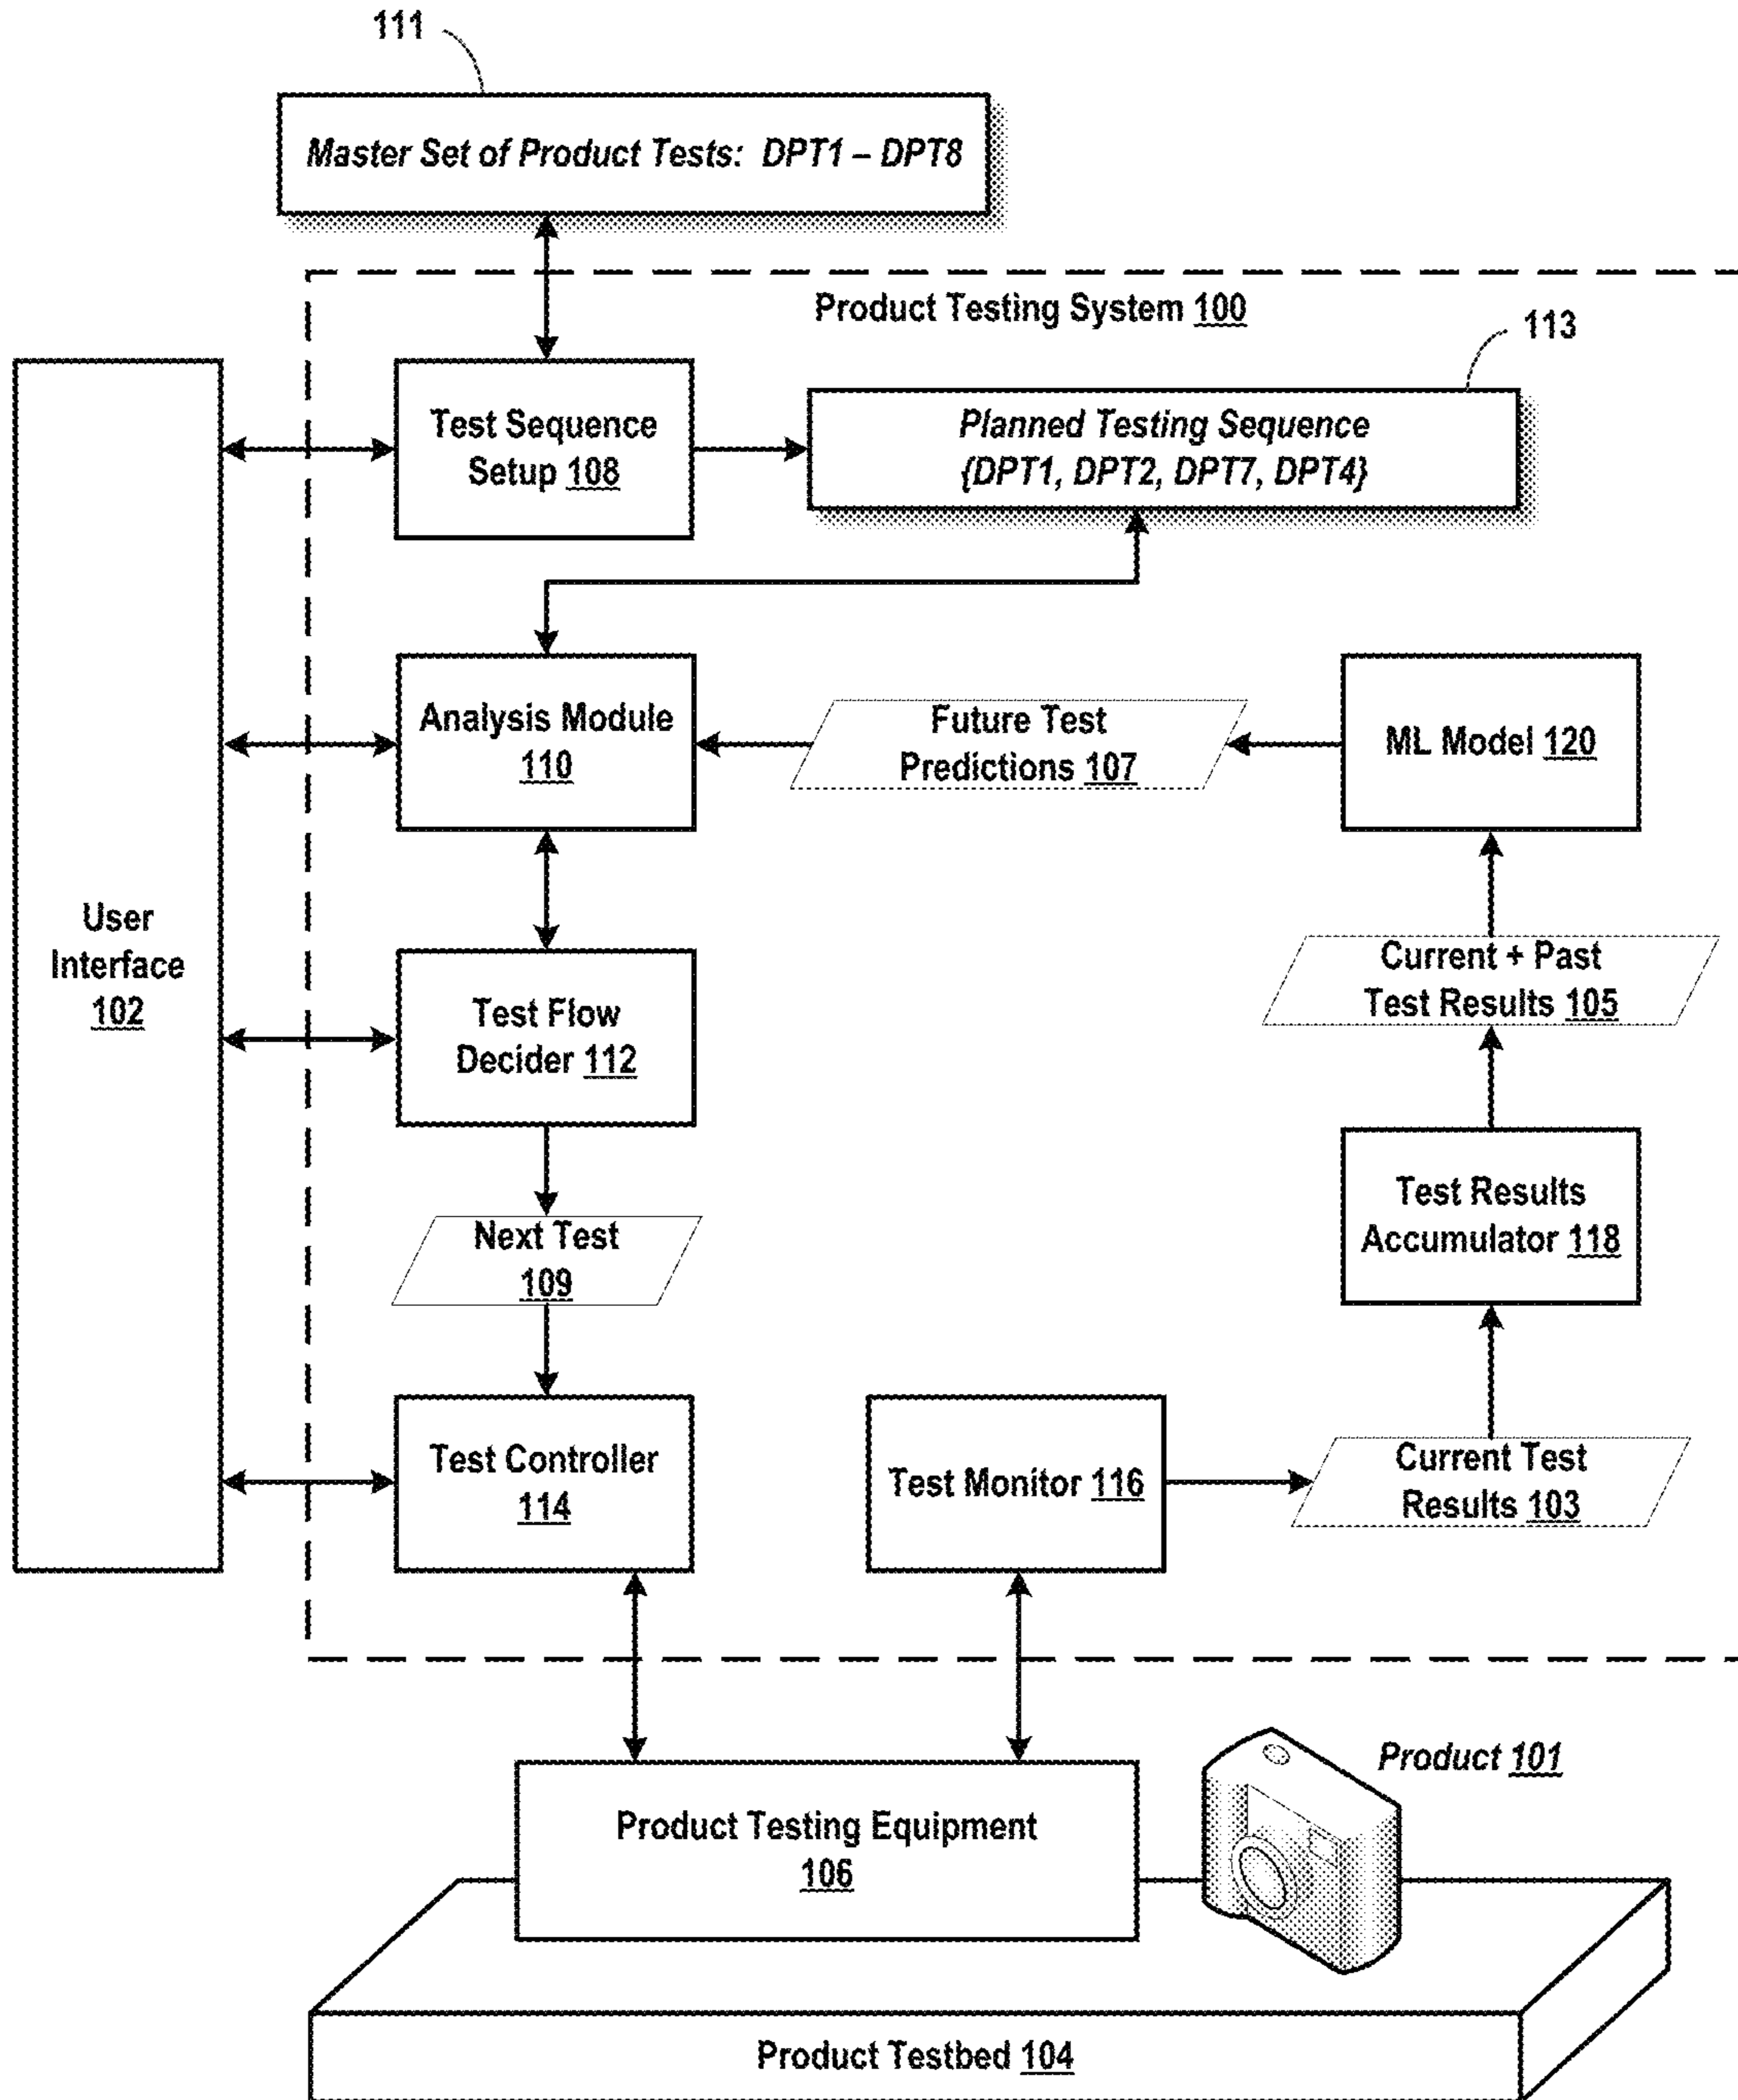 111
Master Set of Product Tests: DPT1 – DPT8
Product Testing System 100
113
Test Sequence
Setup 108
Planned Testing Sequence
{DPT1, DPT2, DPT7, DPT4}
Analysis Module
110
Future Test
Predictions 107
ML Model 120
User
Interface
102
Current + Past
Test Results 105
Test Flow
Decider 112
Test Results
Accumulator 118
Next Test
109
Test Controller
114
Test Monitor 116
Current Test
Results 103
Product 101
Product Testing Equipment
106
Product Testbed 104